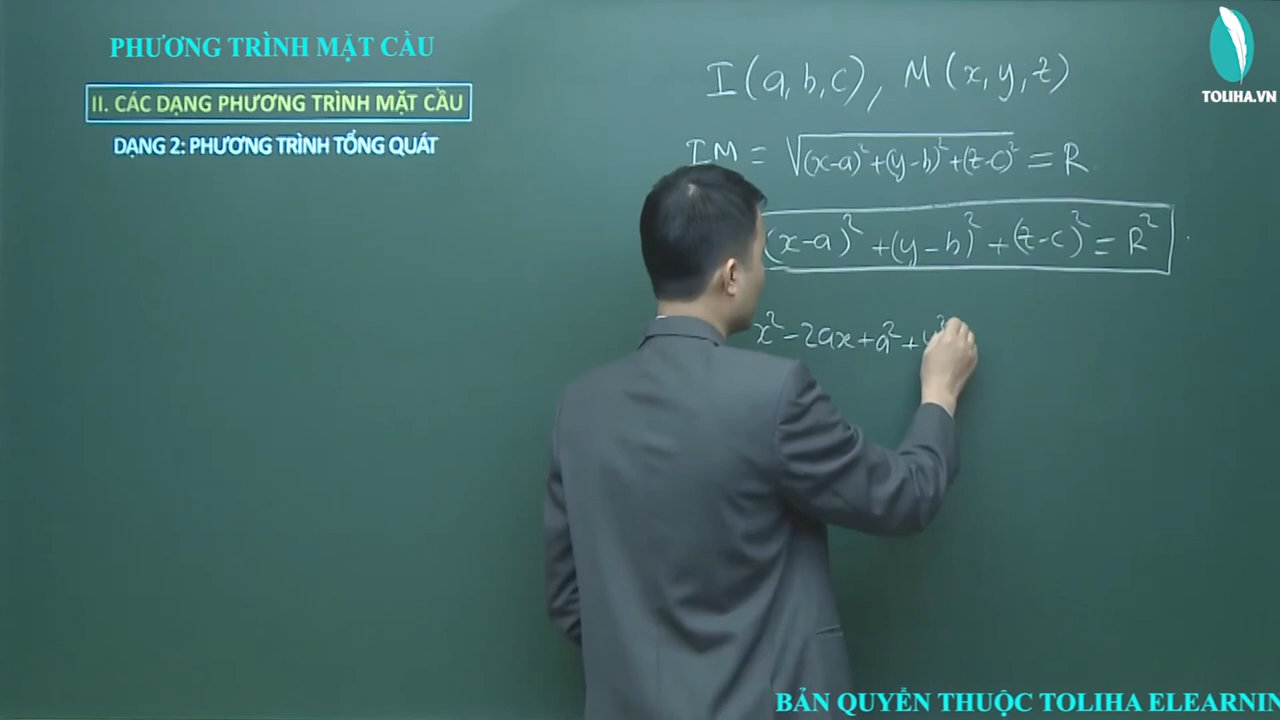 PHƯƠNG TRÌNH MẶT CẦU
II. CÁC DẠNG PHƯƠNG TRÌNH MẶT CẦU
DẠNG 2: PHƯƠNG TRÌNH TỔNG QUÁT
I(a,b,c), M(x,y,z)
IM = √(x-a)²+(y-b)²+(z-c)² = R
(x-a)²+(y-b)²+(z-c)²=R²
x²-2ax+a²+y²
TOLIHA.VN
BẢN QUYỀN THUỘC TOLIHA ELEARNIN